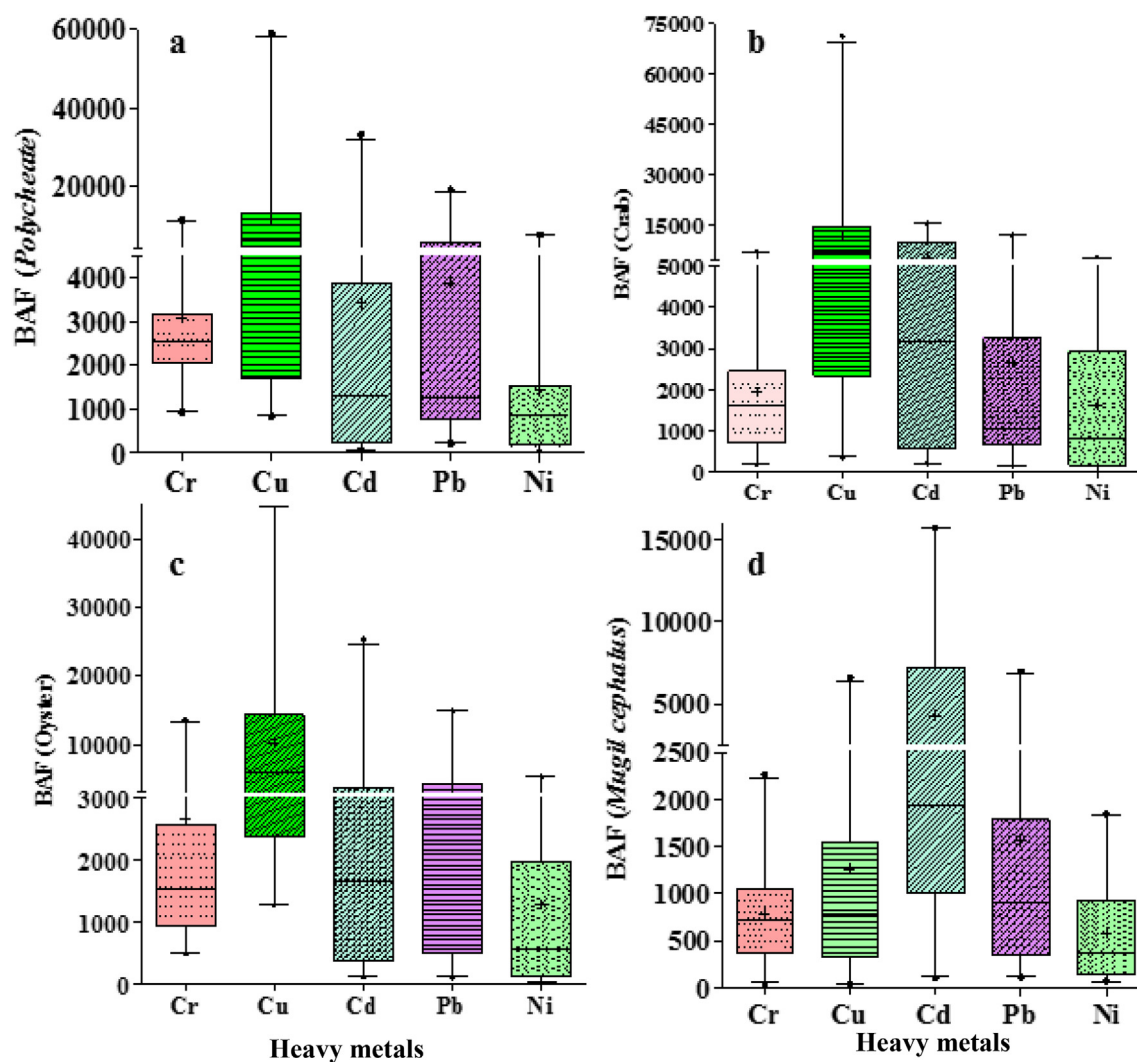 a
BAF (Polycheate)
60000
40000
20000
4000
3000
2000
1000
0
Cr Cu Cd Pb Ni
b
BAF (Crab)
75000
60000
45000
30000
15000
5000
4000
3000
2000
1000
0
Cr Cu Cd Pb Ni
c
BAF (Oyster)
40000
30000
20000
10000
3000
2000
1000
0
Cr Cu Cd Pb Ni
Heavy metals
d
BAF (Mugil cephalus)
15000
10000
5000
2500
2000
1500
1000
500
0
Cr Cu Cd Pb Ni
Heavy metals